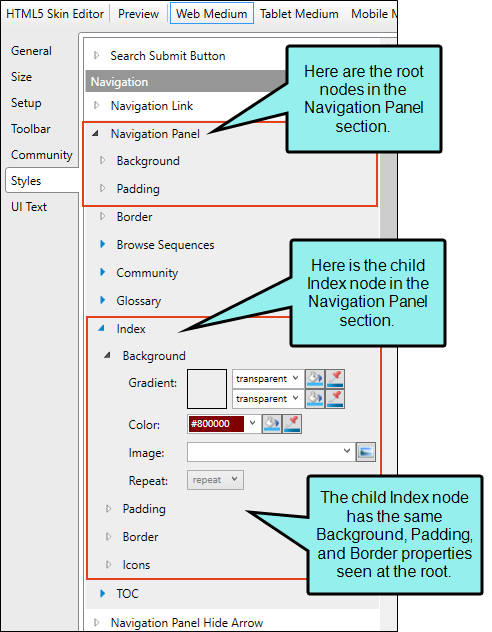 HTML5 Skin Editor Preview Web Medium Tablet Medium Mobile M
General
Size
Setup
Toolbar
Community
Styles
UI Text
Search Submit Button
Navigation
Navigation Link
Navigation Panel
Background
Padding
Border
Browse Sequences
Community
Glossary
Index
Background
Gradient: transparent
transparent
Color: #800000
Image:
Repeat: repeat
Padding
Border
Icons
TOC
Navigation Panel Hide Arrow
Here are the root
nodes in the
Navigation Panel
section.
Here is the child
Index node in the
Navigation Panel
section.
The child Index node
has the same
Background, Padding,
and Border properties
seen at the root.